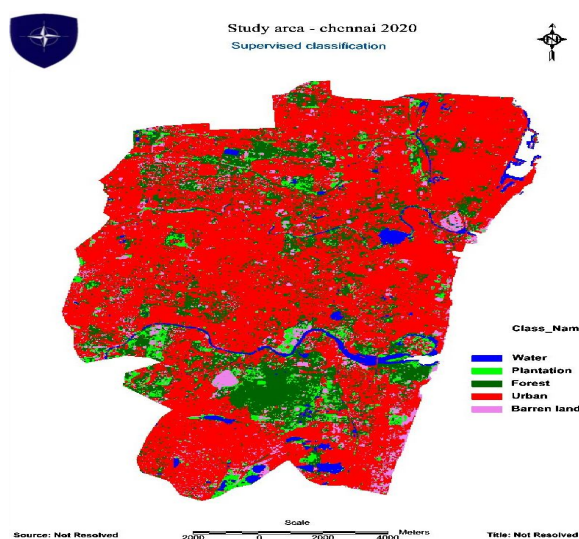 Study area - chennai 2020
Supervised classification
N
Class_Nam
Water
Plantation
Forest
Urban
Barren land
Scale
2000 0 2000 4000 Meters
Source: Not Resolved
Title: Not Resolved